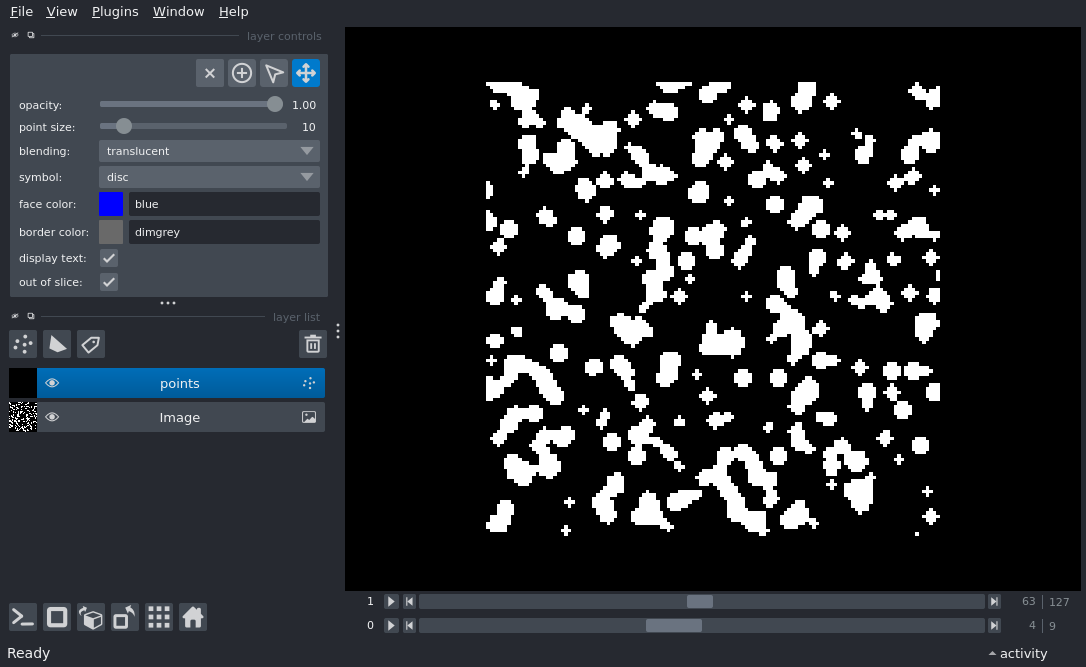 File View Plugins Window Help
layer controls
opacity: 1.00
point size: 10
blending: translucent
symbol: disc
face color: blue
border color: dimgrey
display text:
out of slice:
layer list
points
Image
1 63 | 127
0 4 | 9
Ready activity